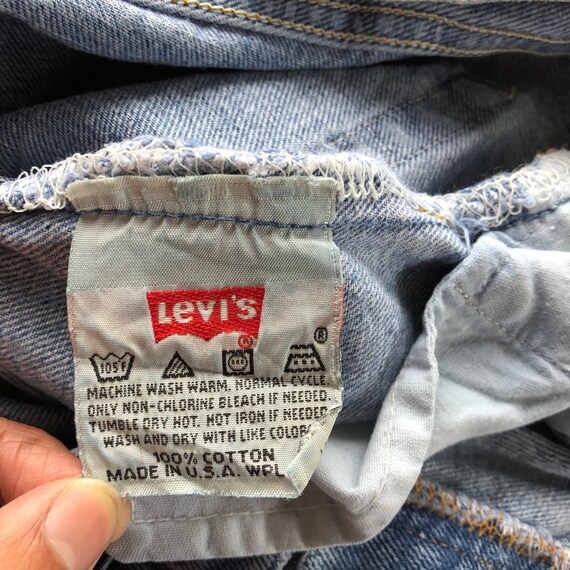 Levi's
®
®
105°F
MACHINE WASH WARM. NORMAL CYCLE.
ONLY NON-CHLORINE BLEACH IF NEEDED.
TUMBLE DRY HOT. HOT IRON IF NEEDED
WASH AND DRY WITH LIKE COLOR
100% COTTON
MADE IN U.S.A. WPL